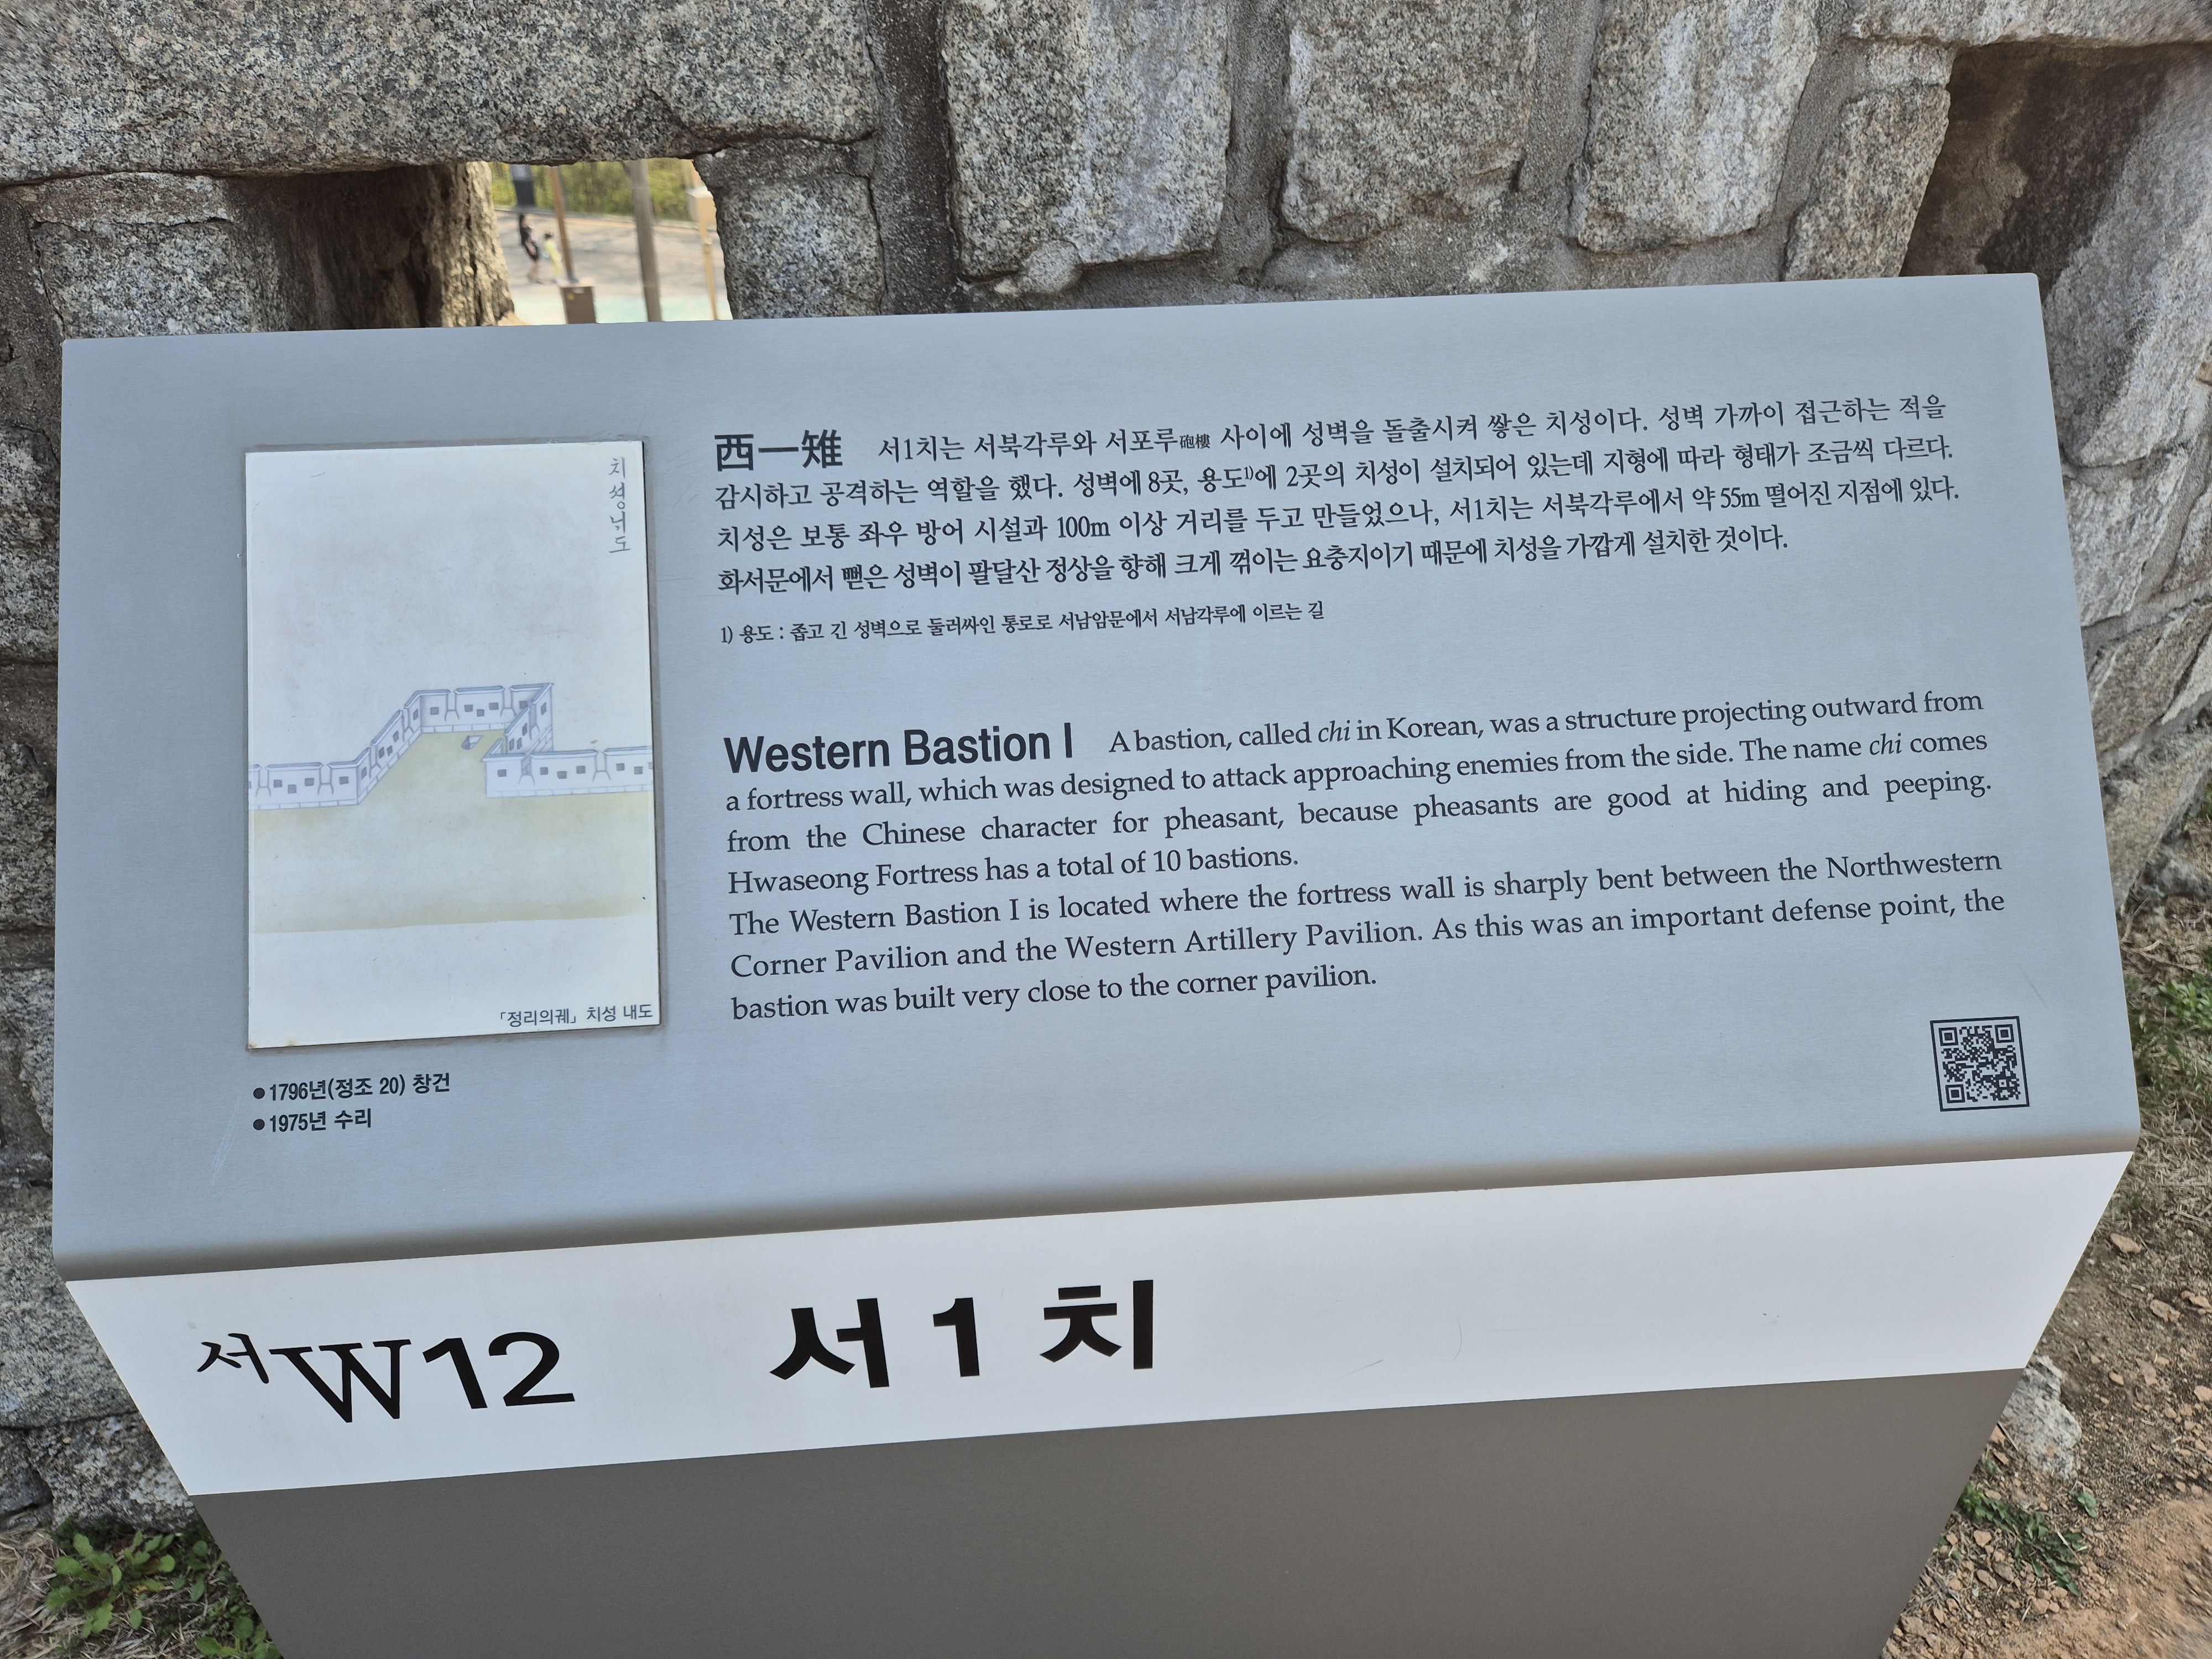 치성닉도
「정리의궤」 치성 내도
●1796년(정조 20) 창건
●1975년 수리
西一雉 서1치는 서북각루와 서포루砲樓 사이에 성벽을 돌출시켜 쌓은 치성이다. 성벽 가까이 접근하는 적을
감시하고 공격하는 역할을 했다. 성벽에 8곳, 용도1)에 2곳의 치성이 설치되어 있는데 지형에 따라 형태가 조금씩 다르다.
치성은 보통 좌우 방어 시설과 100m 이상 거리를 두고 만들었으나, 서1치는 서북각루에서 약 55m 떨어진 지점에 있다.
화서문에서 뻗은 성벽이 팔달산 정상을 향해 크게 꺾이는 요충지이기 때문에 치성을 가깝게 설치한 것이다.
1) 용도 : 좁고 긴 성벽으로 둘러싸인 통로로 서남암문에서 서남각루에 이르는 길
Western Bastion I A bastion, called chi in Korean, was a structure projecting outward from
a fortress wall, which was designed to attack approaching enemies from the side. The name chi comes
from the Chinese character for pheasant, because pheasants are good at hiding and peeping.
Hwaseong Fortress has a total of 10 bastions.
The Western Bastion I is located where the fortress wall is sharply bent between the Northwestern
Corner Pavilion and the Western Artillery Pavilion. As this was an important defense point, the
bastion was built very close to the corner pavilion.
서W12 서1치